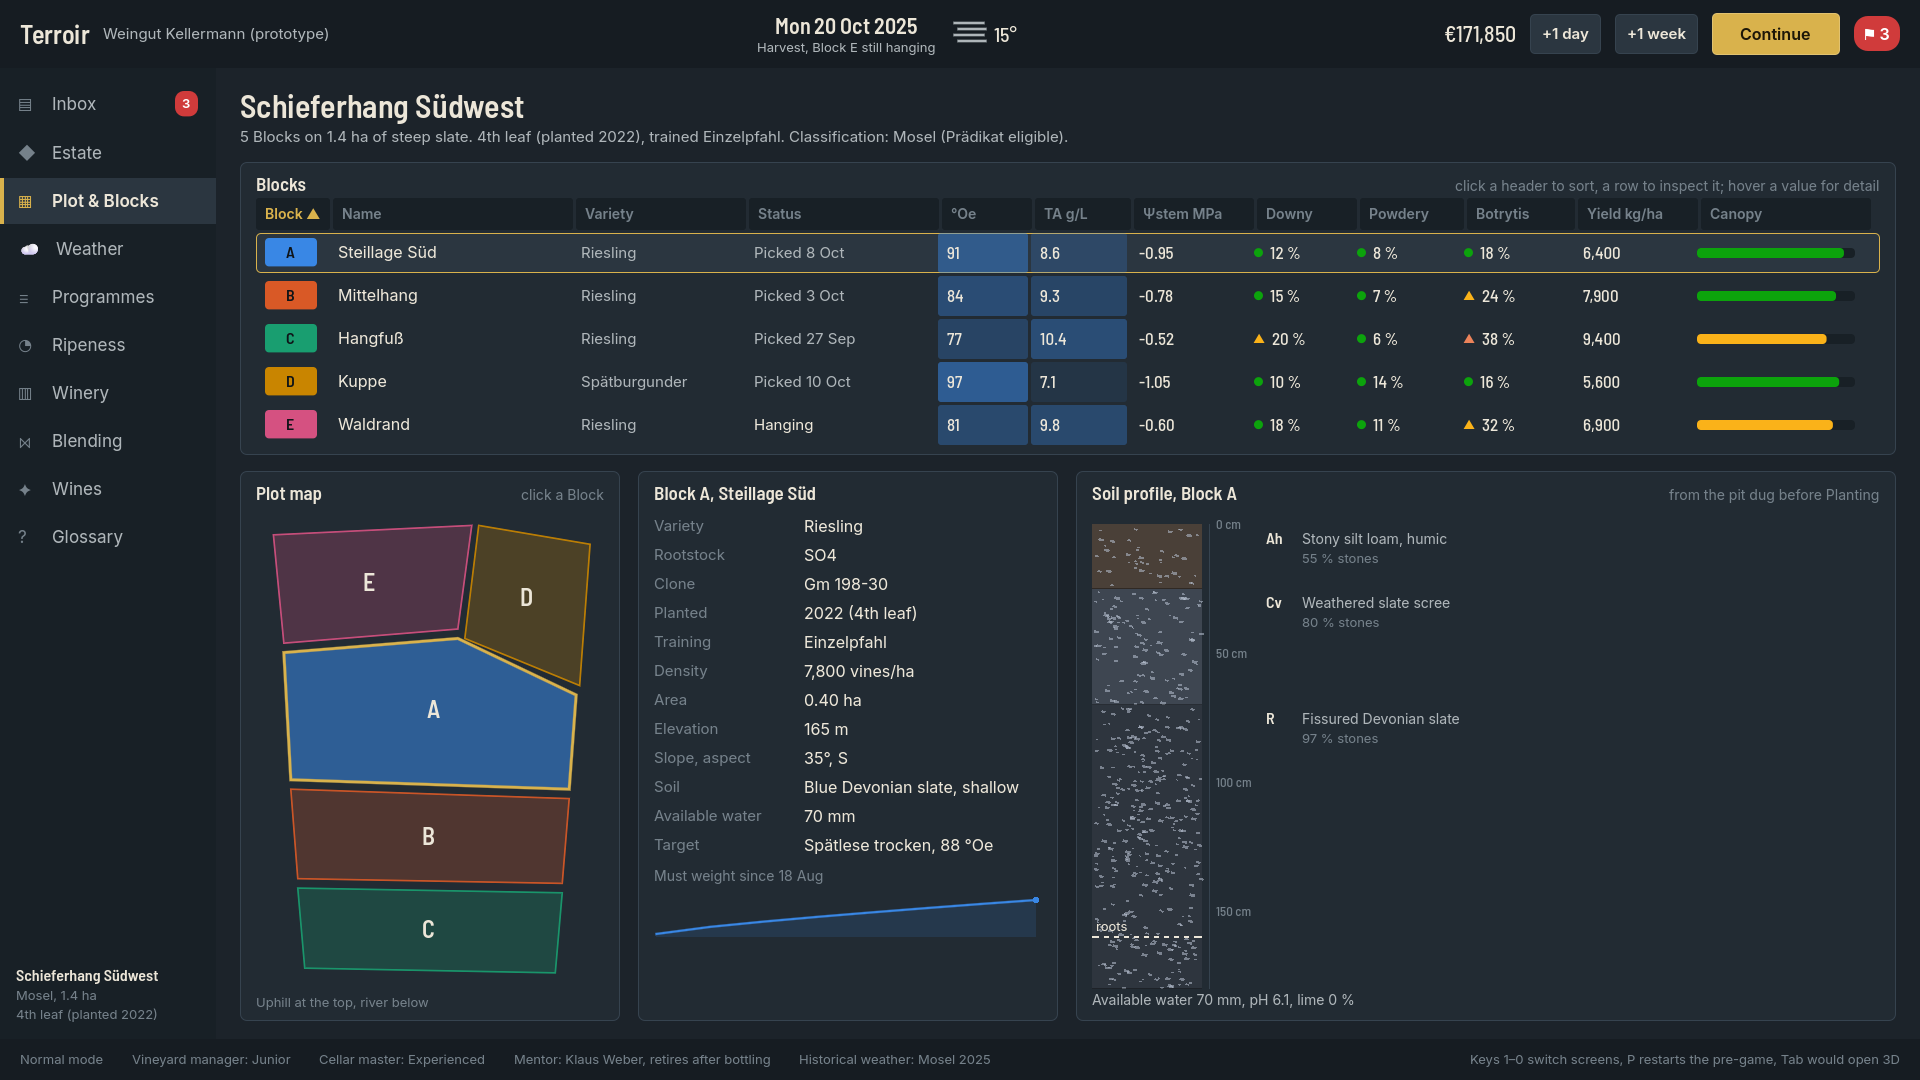 Terroir
Weingut Kellermann (prototype)
Mon 20 Oct 2025
Harvest, Block E still hanging
15°
€171,850
+1 day
+1 week
Continue
3
Inbox
3
Estate
Plot & Blocks
Weather
Programmes
Ripeness
Winery
Blending
Wines
? Glossary
Schieferhang Südwest
Mosel, 1.4 ha
4th leaf (planted 2022)
Schieferhang Südwest
5 Blocks on 1.4 ha of steep slate. 4th leaf (planted 2022), trained Einzelpfahl. Classification: Mosel (Prädikat eligible).
Blocks
click a header to sort, a row to inspect it; hover a value for detail
Block ▲ Name Variety Status °Oe TA g/L Ψstem MPa Downy Powdery Botrytis Yield kg/ha Canopy
A Steillage Süd Riesling Picked 8 Oct 91 8.6 -0.95 12 % 8 % 18 % 6,400
B Mittelhang Riesling Picked 3 Oct 84 9.3 -0.78 15 % 7 % 24 % 7,900
C Hangfuß Riesling Picked 27 Sep 77 10.4 -0.52 20 % 6 % 38 % 9,400
D Kuppe Spätburgunder Picked 10 Oct 97 7.1 -1.05 10 % 14 % 16 % 5,600
E Waldrand Riesling Hanging 81 9.8 -0.60 18 % 11 % 32 % 6,900
Plot map
click a Block
E
D
A
B
C
Uphill at the top, river below
Block A, Steillage Süd
Variety Riesling
Rootstock SO4
Clone Gm 198-30
Planted 2022 (4th leaf)
Training Einzelpfahl
Density 7,800 vines/ha
Area 0.40 ha
Elevation 165 m
Slope, aspect 35°, S
Soil Blue Devonian slate, shallow
Available water 70 mm
Target Spätlese trocken, 88 °Oe
Must weight since 18 Aug
Soil profile, Block A
from the pit dug before Planting
0 cm
Ah Stony silt loam, humic
55 % stones
Cv Weathered slate scree
80 % stones
50 cm
R Fissured Devonian slate
97 % stones
100 cm
150 cm
roots
Available water 70 mm, pH 6.1, lime 0 %
Normal mode
Vineyard manager: Junior
Cellar master: Experienced
Mentor: Klaus Weber, retires after bottling
Historical weather: Mosel 2025
Keys 1–0 switch screens, P restarts the pre-game, Tab would open 3D